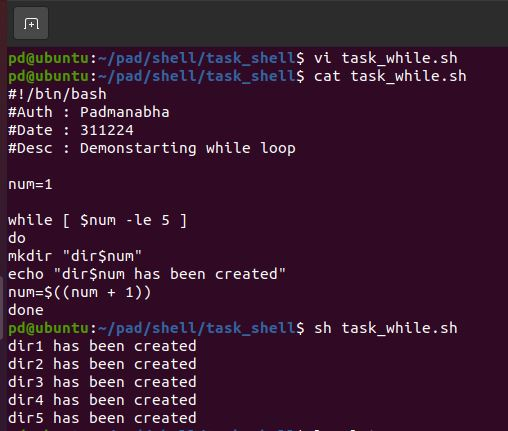 pd@ubuntu:~/pad/shell/task_shell$ vi task_while.sh
pd@ubuntu:~/pad/shell/task_shell$ cat task_while.sh
#!/bin/bash
#Auth : Padmanabha
#Date : 311224
#Desc : Demonstarting while loop
num=1
while [ $num -le 5 ]
do
mkdir "dir$num"
echo "dir$num has been created"
num=$((num + 1))
done
pd@ubuntu:~/pad/shell/task_shell$ sh task_while.sh
dir1 has been created
dir2 has been created
dir3 has been created
dir4 has been created
dir5 has been created